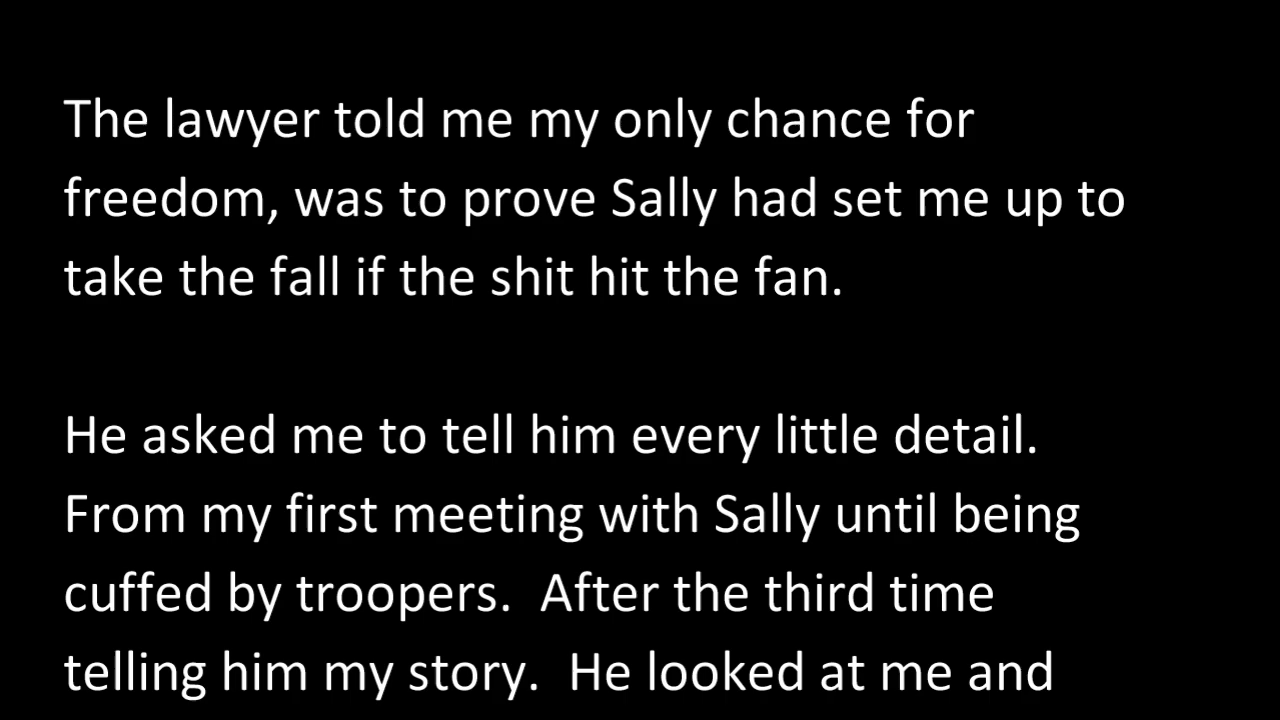 The lawyer told me my only chance for
freedom, was to prove Sally had set me up to
take the fall if the shit hit the fan.
He asked me to tell him every little detail.
From my first meeting with Sally until being
cuffed by troopers.  After the third time
telling him my story.  He looked at me and